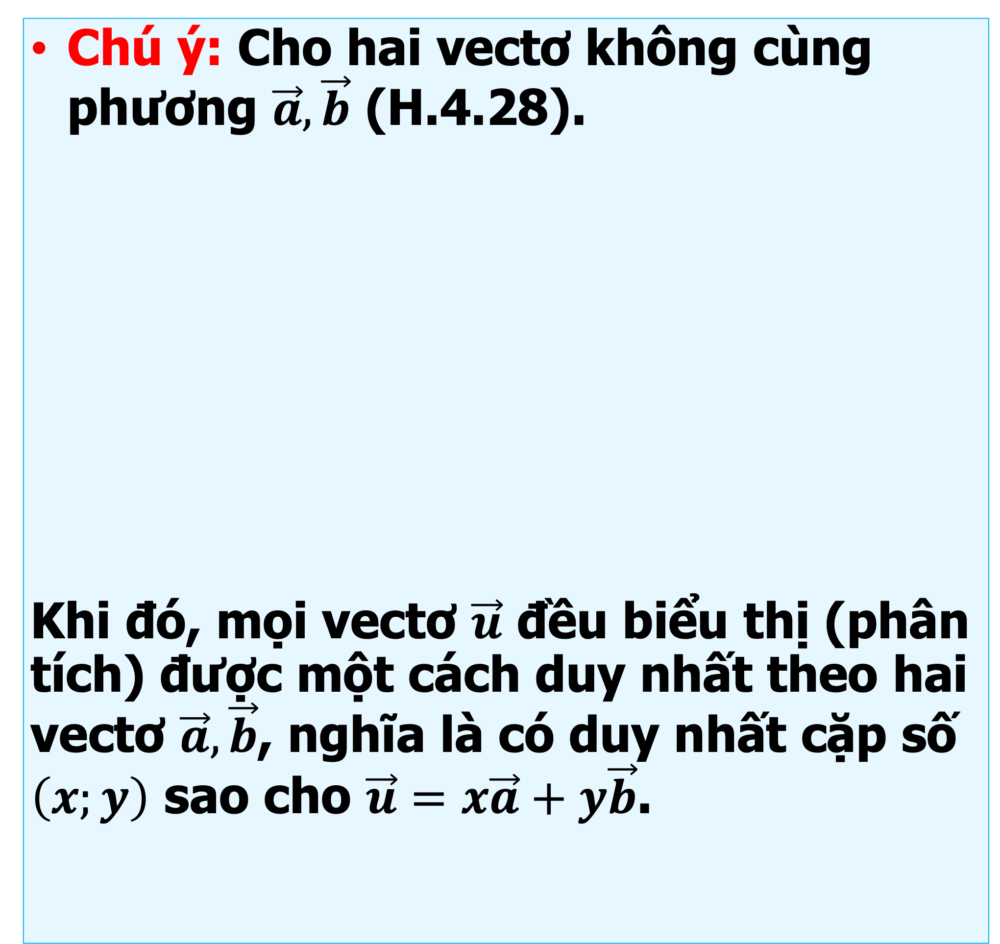 • Chú ý: Cho hai vectơ không cùng
phương $\vec{a}, \vec{b}$ (H.4.28).
Khi đó, mọi vectơ $\vec{u}$ đều biểu thị (phân
tích) được một cách duy nhất theo hai
vectơ $\vec{a}, \vec{b}$, nghĩa là có duy nhất cặp số
$(x; y)$ sao cho $\vec{u} = x\vec{a} + y\vec{b}$.